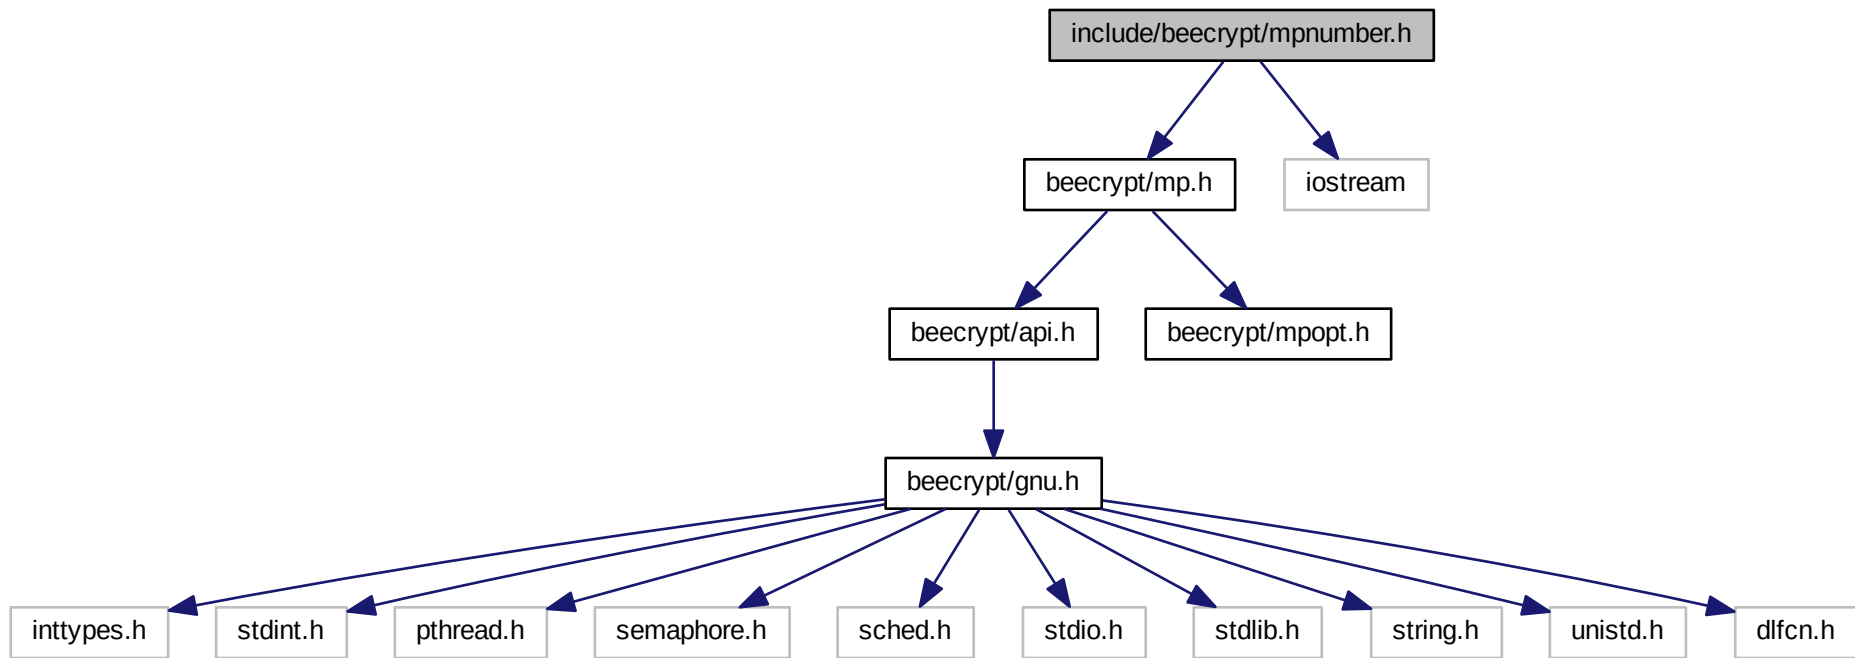 include/beecrypt/mpnumber.h
beecrypt/mp.h
iostream
beecrypt/api.h
beecrypt/mpopt.h
beecrypt/gnu.h
inttypes.h
stdint.h
pthread.h
semaphore.h
sched.h
stdio.h
stdlib.h
string.h
unistd.h
dlfcn.h